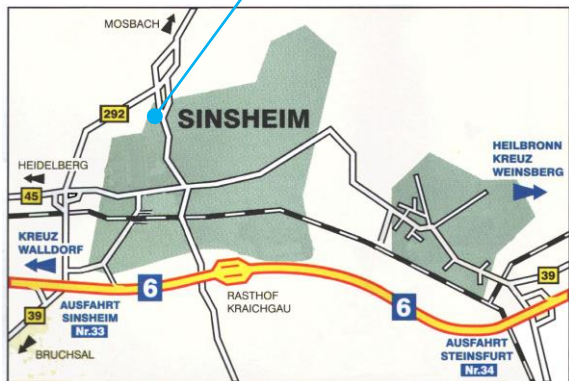 MOSBACH
292
SINSHEIM
HEIDELBERG
45
HEILBRONN
KREUZ
WEINSBERG
KREUZ
WALLDORF
6
39
RASTHOF
KRAICHGAU
AUSFAHRT
SINSHEIM
Nr.33
6
39
BRUCHSAL
AUSFAHRT
STEINSFURT
Nr.34